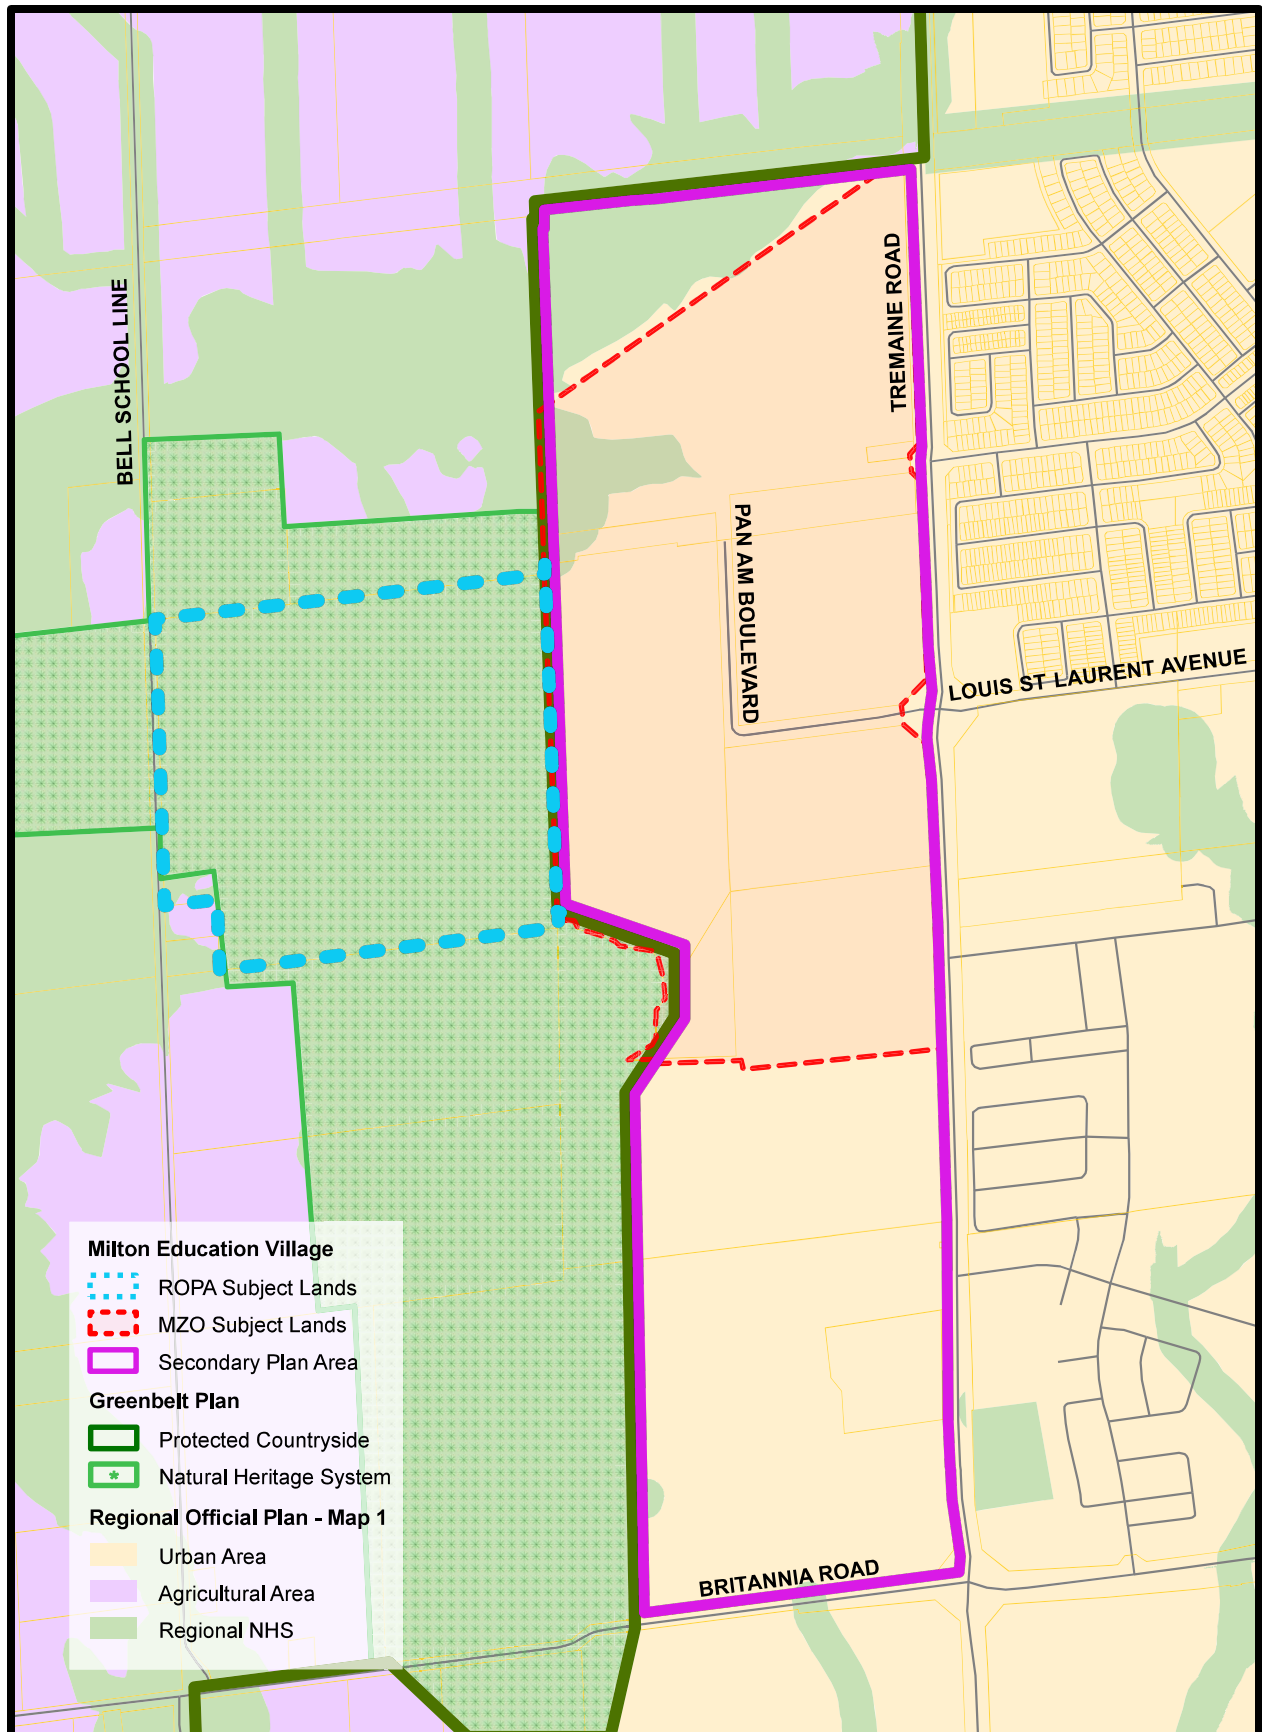 BELL SCHOOL LINE
TREMAINE ROAD
PAN AM BOULEVARD
LOUIS ST LAURENT AVENUE
BRITANNIA ROAD
Milton Education Village
ROPA Subject Lands
MZO Subject Lands
Secondary Plan Area
Greenbelt Plan
Protected Countryside
Natural Heritage System
Regional Official Plan - Map 1
Urban Area
Agricultural Area
Regional NHS